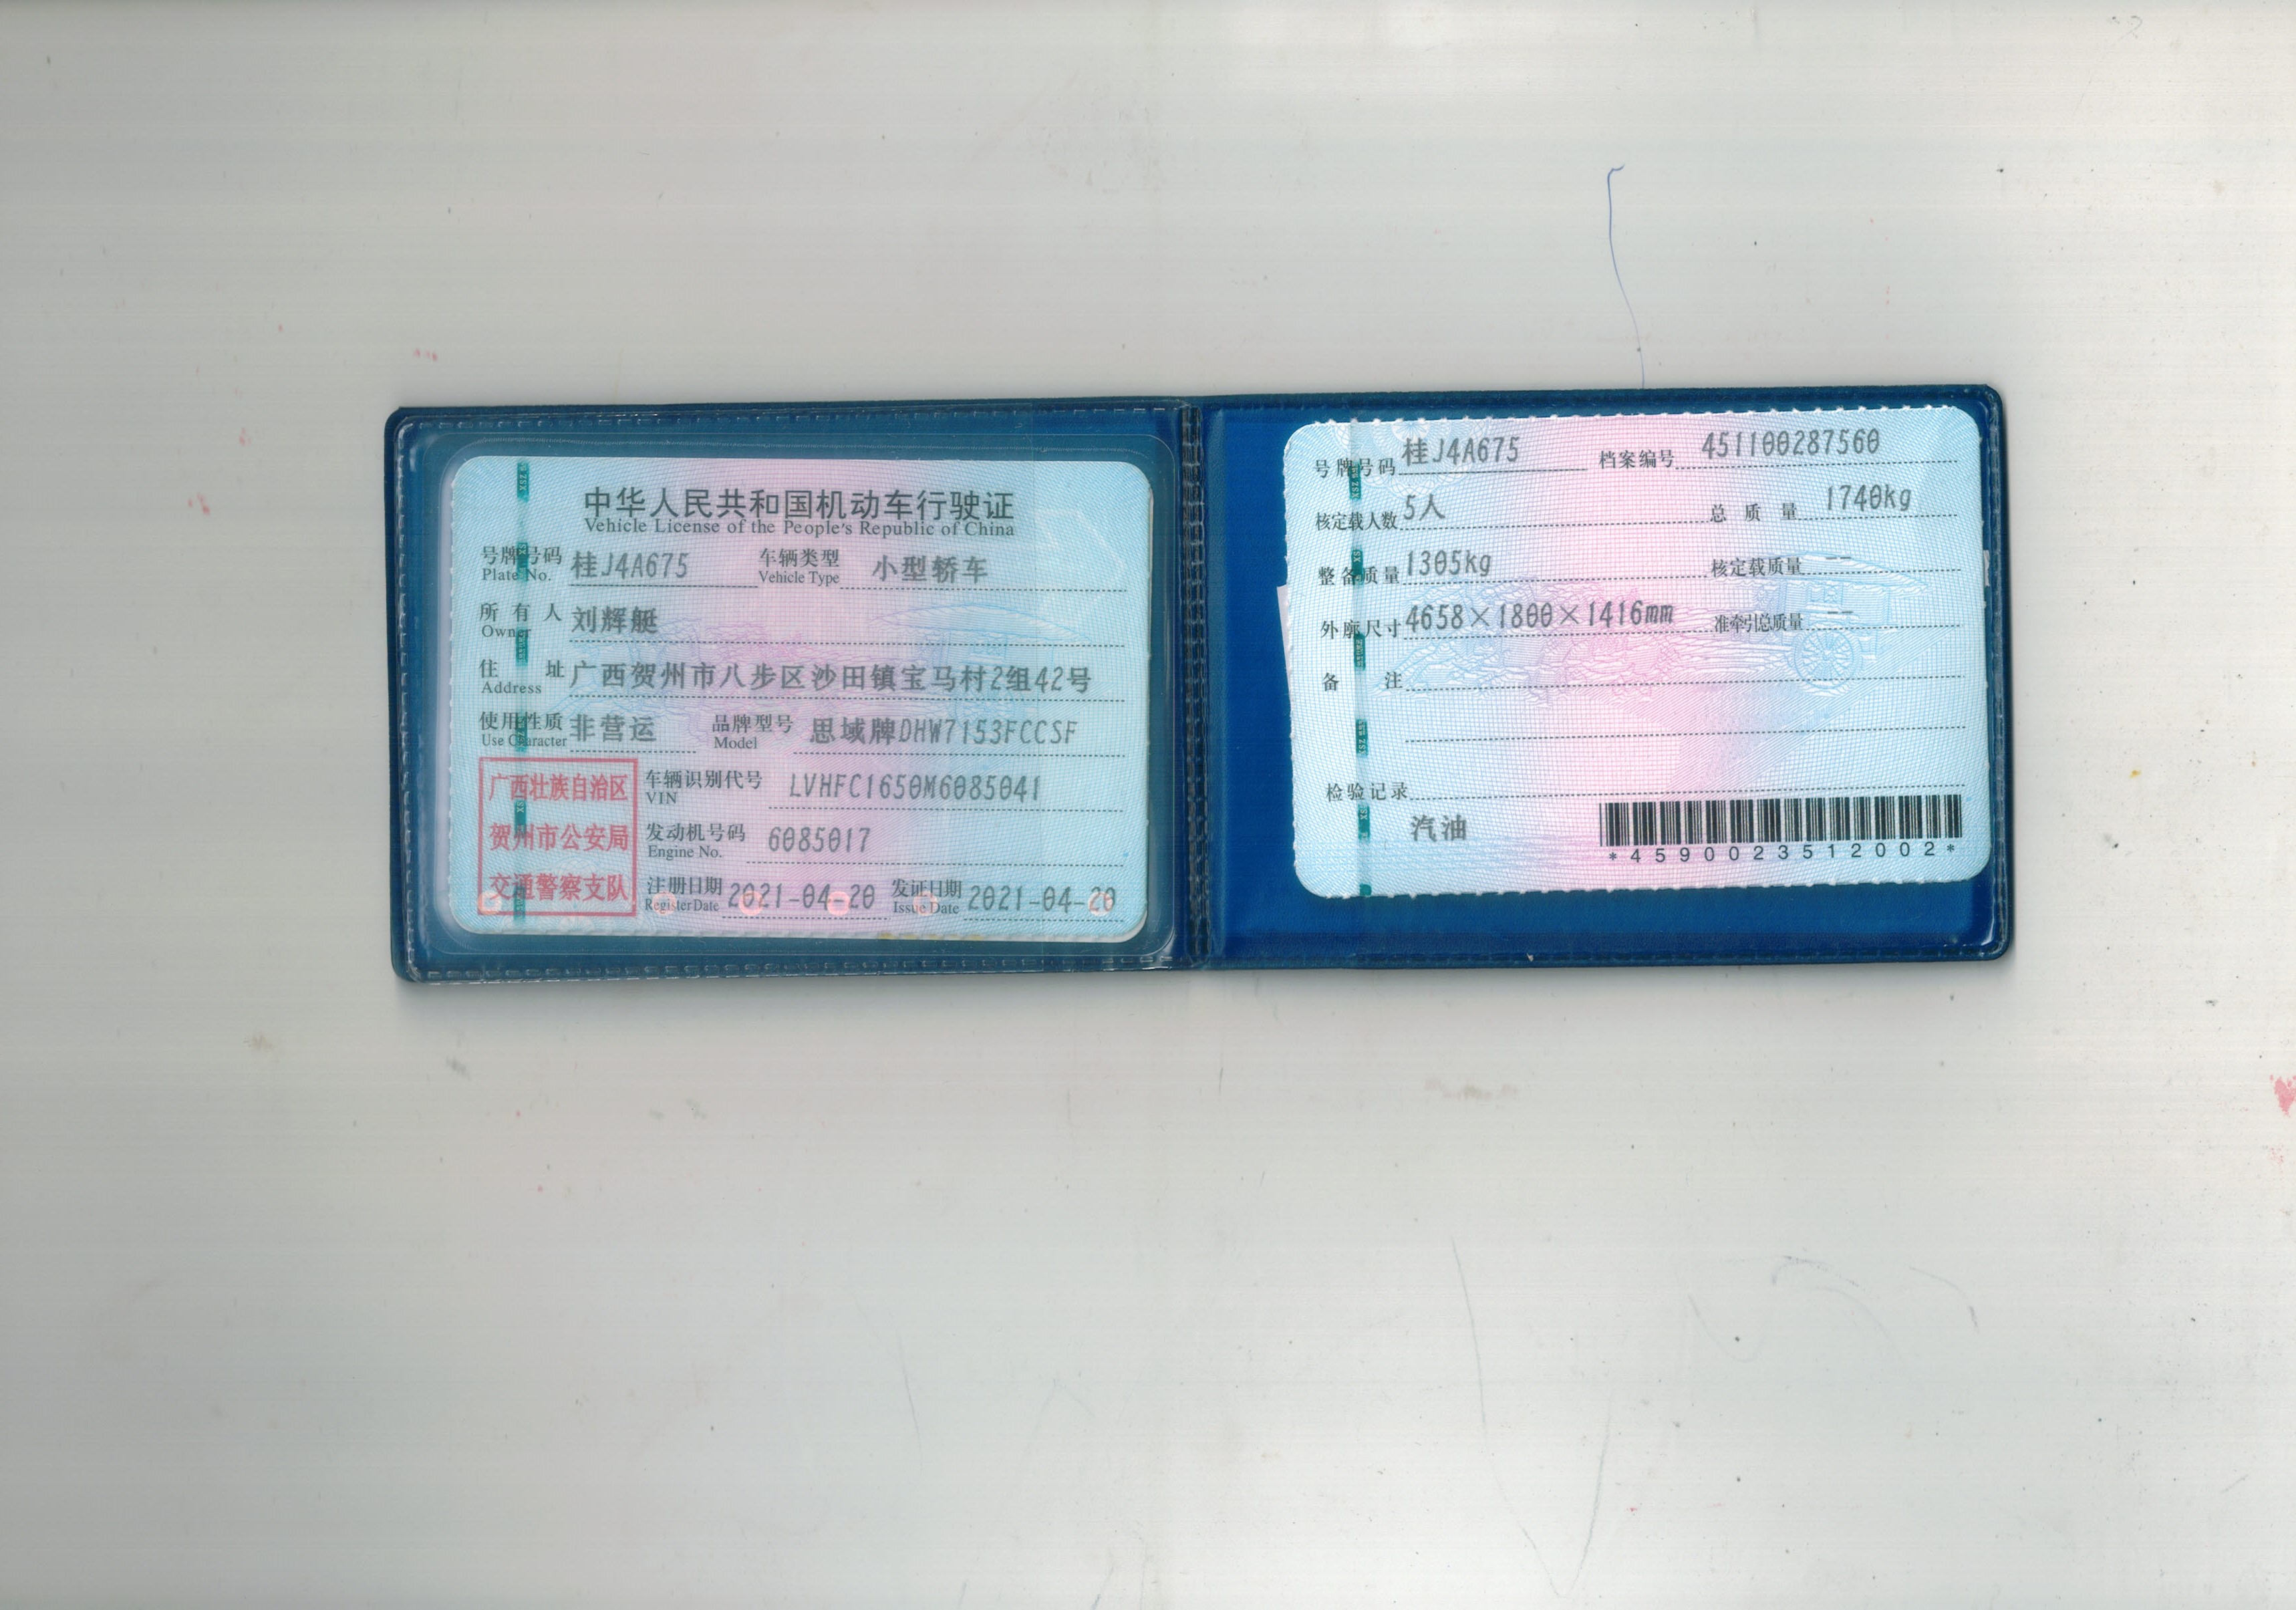 中华人民共和国机动车行驶证
Vehicle License of the People's Republic of China
号牌号码 桂J4A675 车辆类型 小型轿车
Plate No. Vehicle Type
所有人 刘辉艇
Owner
住址 广西贺州市八步区沙田镇宝马村2组42号
Address
使用性质 非营运 品牌型号 思域牌DHW7153FCCSF
Use Character Model
广西壮族自治区
贺州市公安局
交通警察支队
车辆识别代号 LVHFC1650M6085041
VIN
发动机号码 6085017
Engine No.
注册日期 2021-04-20 发证日期 2021-04-20
Register Date Issue Date
号牌号码 桂J4A675 档案编号 451100287560
核定载人数 5人 总质量 1740kg
整备质量 1305kg 核定载质量 --
外廓尺寸 4658×1800×1416mm 准牵引总质量 --
备注
检验记录
汽油
*4590023512002*